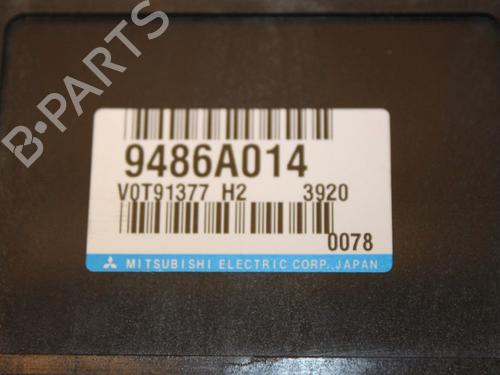 B-PARTS
9486A014
V0T91377 H2 3920
0078
MITSUBISHI ELECTRIC CORP., JAPAN